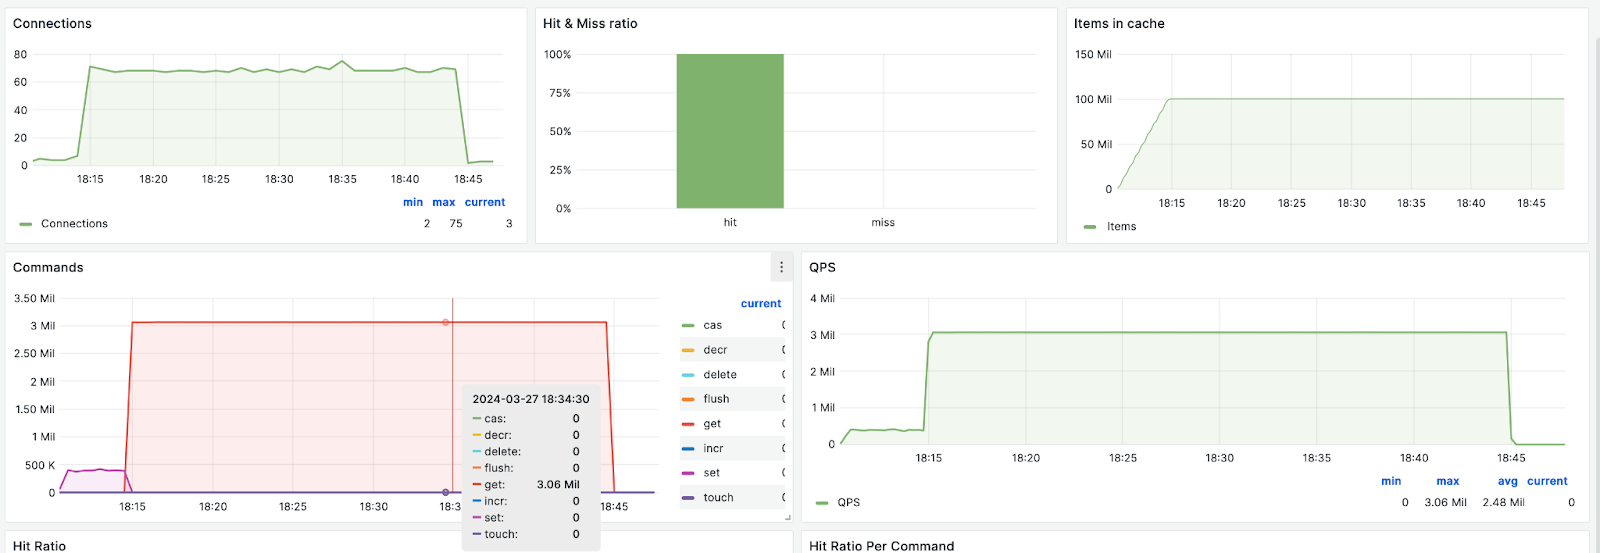 Connections
80
60
40
20
0
18:15 18:20 18:25 18:30 18:35 18:40 18:45
min max current
Connections 2 75 3
Hit & Miss ratio
100%
75%
50%
25%
0%
hit miss
Items in cache
150 Mil
100 Mil
50 Mil
0
18:15 18:20 18:25 18:30 18:35 18:40 18:45
Items
Commands
3.50 Mil
3 Mil
2.50 Mil
2 Mil
1.50 Mil
1 Mil
500 K
0
18:15 18:20 18:25 18:30 18:3 18:45
current
cas
decr
delete
flush
get
incr
set
touch
2024-03-27 18:34:30
cas: 0
decr: 0
delete: 0
flush: 0
get: 3.06 Mil
incr: 0
set: 0
touch: 0
QPS
4 Mil
3 Mil
2 Mil
1 Mil
0
18:15 18:20 18:25 18:30 18:35 18:40 18:45
min max avg current
QPS 0 3.06 Mil 2.48 Mil 0
Hit Ratio
Hit Ratio Per Command